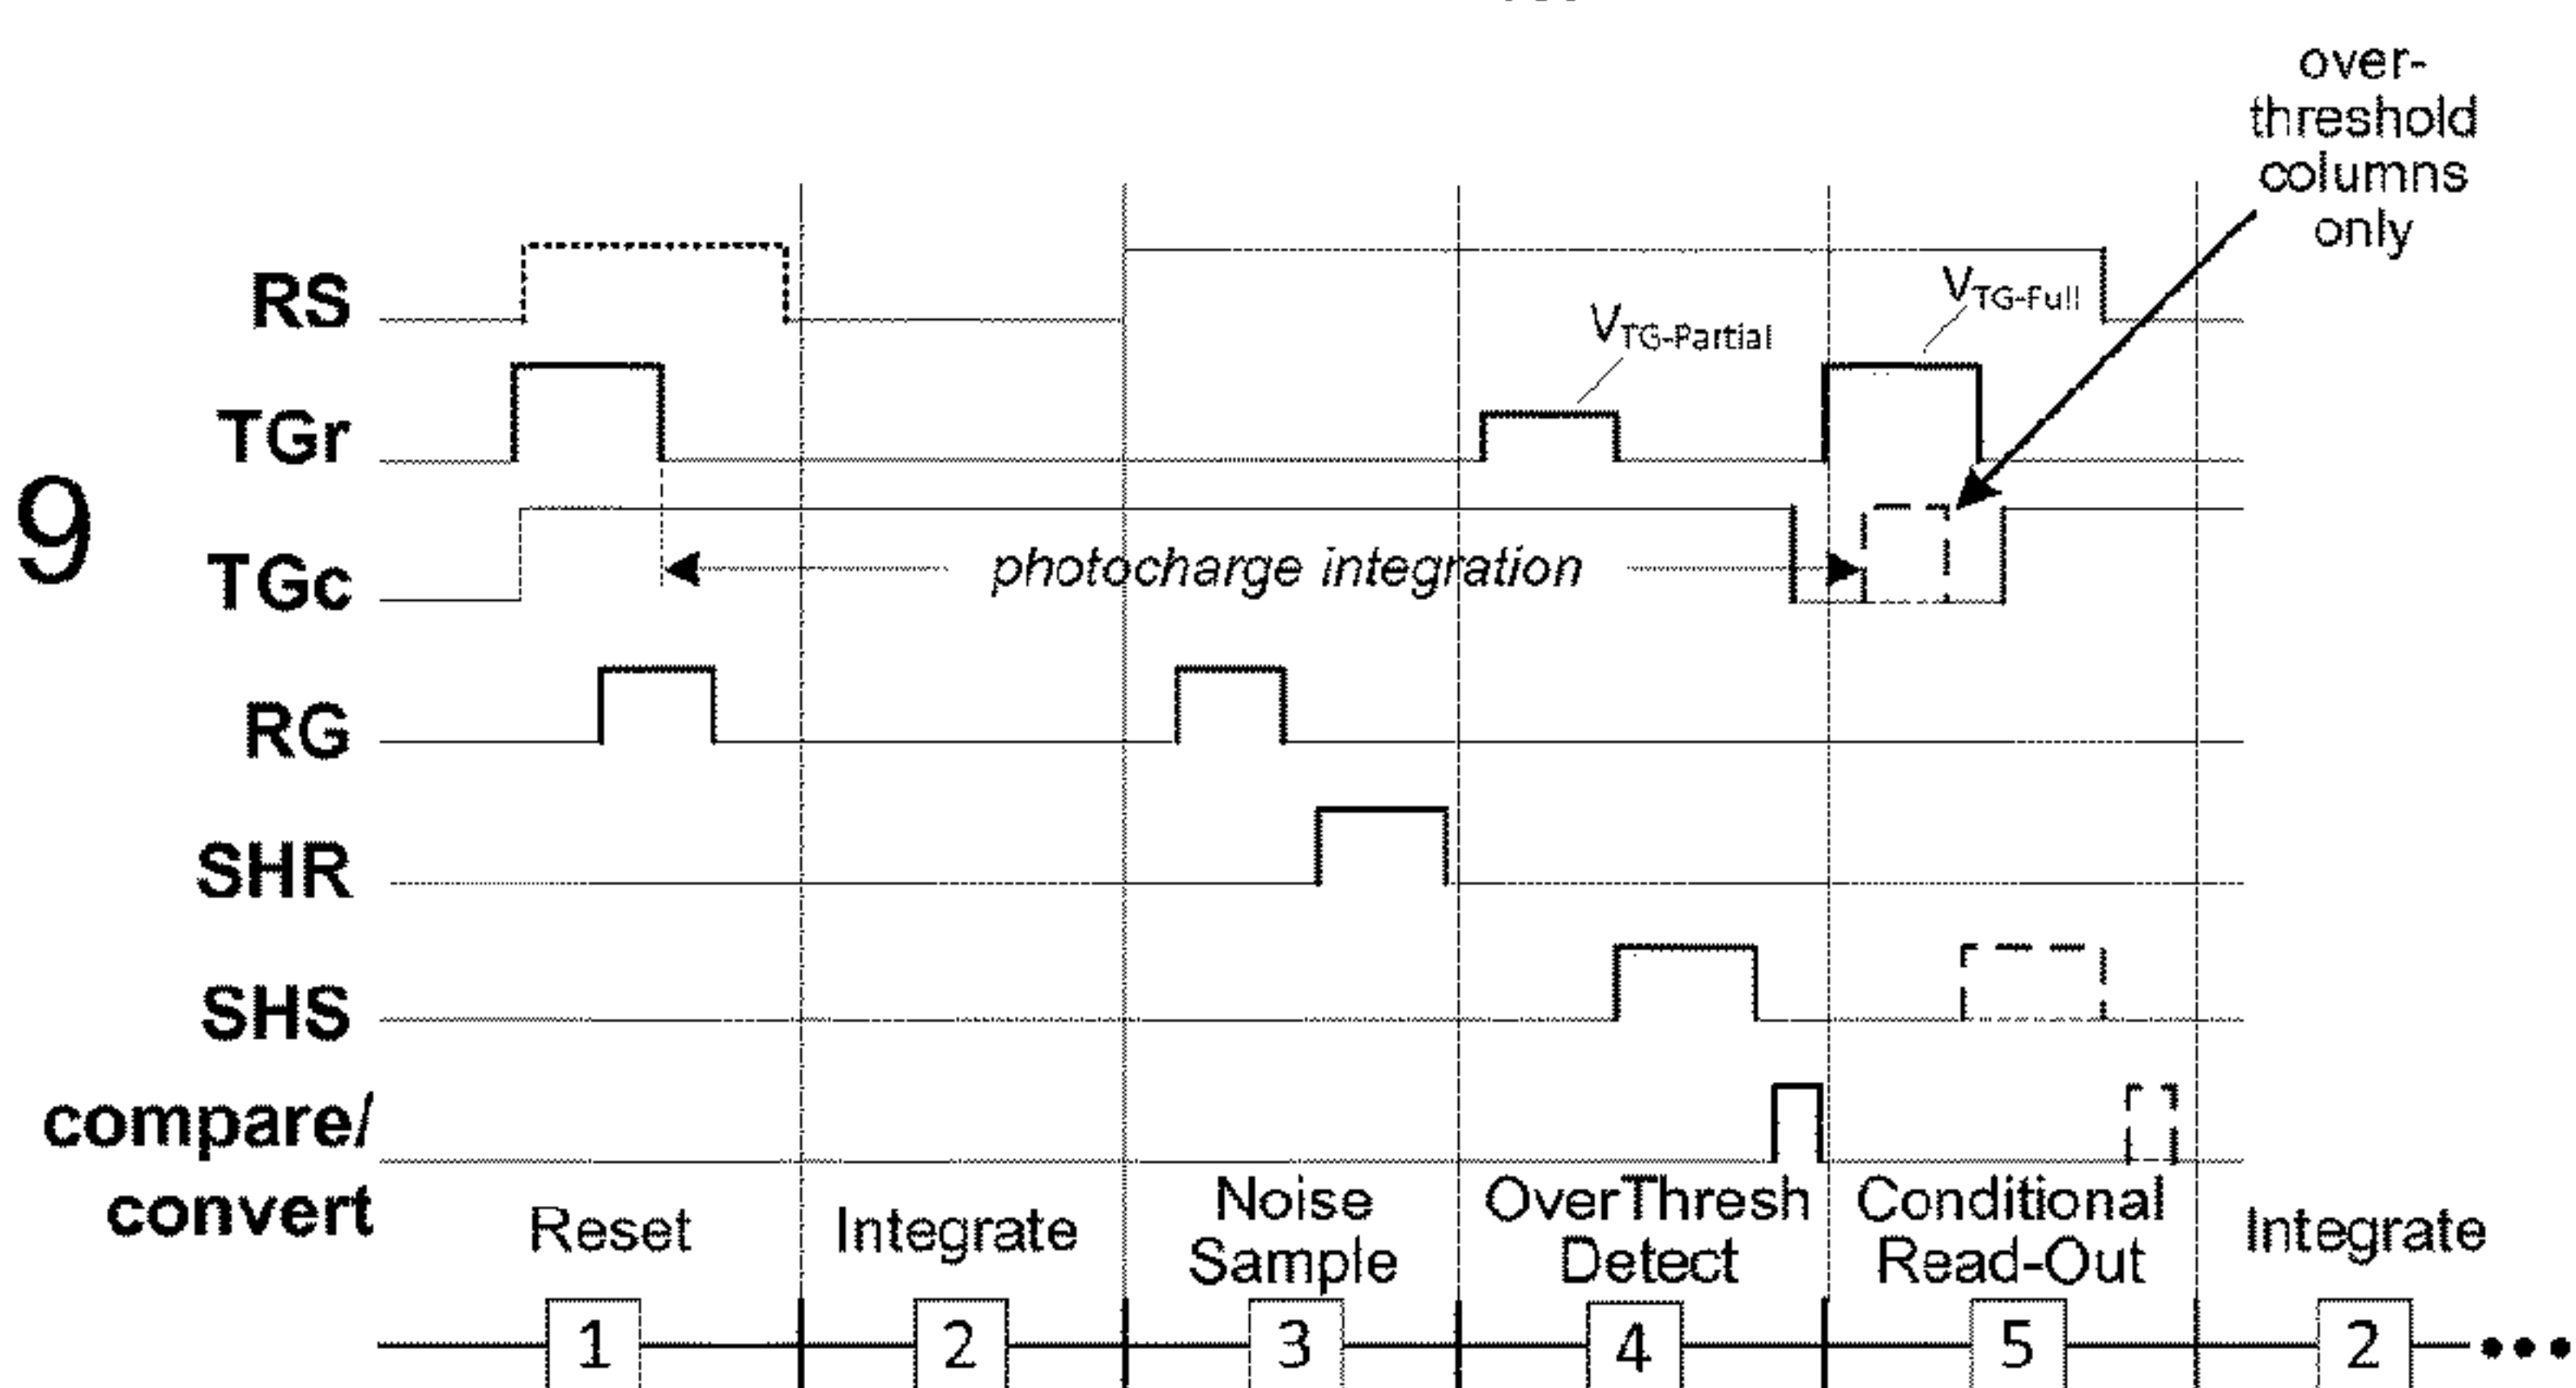 over-
threshold
columns
only
RS
VTG-Partial
VTG-Full
TGr
9
TGc
photocharge integration
RG
SHR
SHS
compare/
convert
Reset
Integrate
Noise
Sample
OverThresh
Detect
Conditional
Read-Out
Integrate
1
2
3
4
5
2
•••